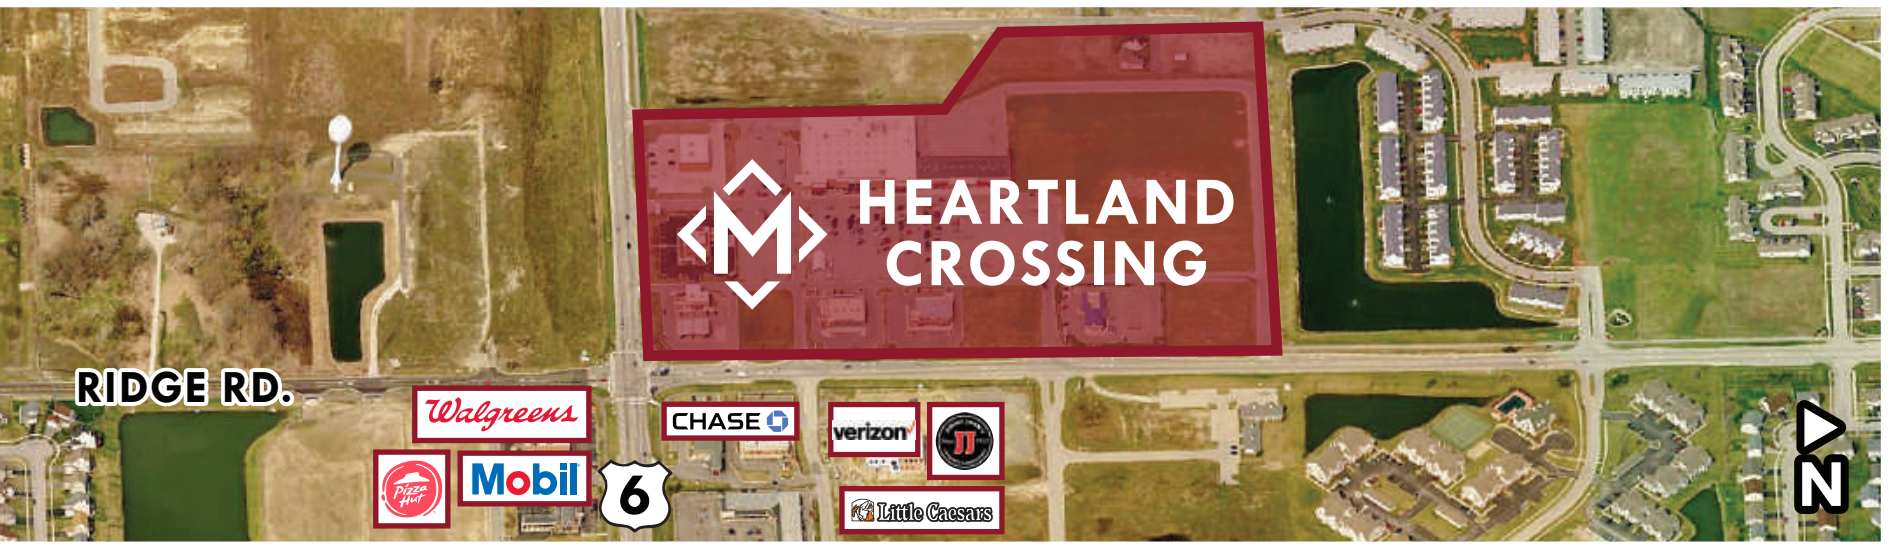 M
HEARTLAND
CROSSING
RIDGE RD.
Walgreens
CHASE
verizon
JJ
Pizza
Hut
Mobil
6
Little Caesars
N